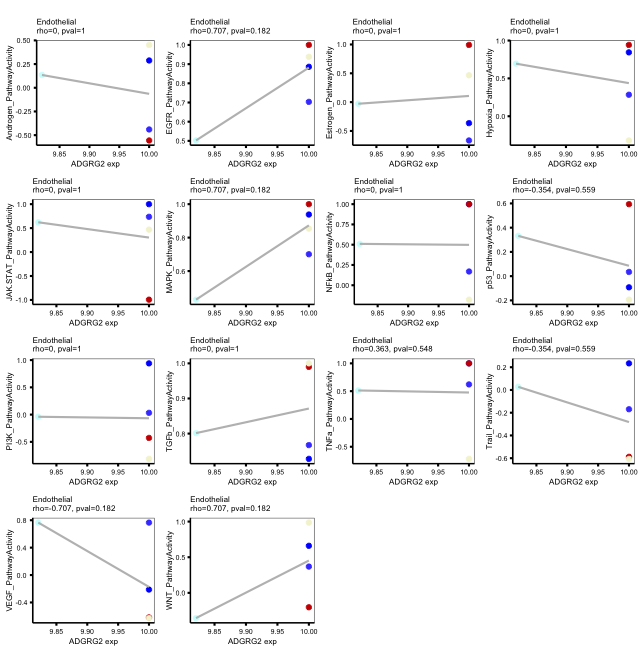 Endothelial
rho=0, pval=1
Androgen_PathwayActivity
0.50
0.25
0.00
-0.25
-0.50
9.85 9.90 9.95 10.00
ADGRG2 exp
Endothelial
rho=0.707, pval=0.182
EGFR_PathwayActivity
1.0
0.9
0.8
0.7
0.6
0.5
9.85 9.90 9.95 10.00
ADGRG2 exp
Endothelial
rho=0, pval=1
Estrogen_PathwayActivity
1.0
0.5
0.0
-0.5
9.85 9.90 9.95 10.00
ADGRG2 exp
Endothelial
rho=0, pval=1
Hypoxia_PathwayActivity
1.0
0.5
0.0
9.85 9.90 9.95 10.00
ADGRG2 exp
Endothelial
rho=0, pval=1
JAK.STAT_PathwayActivity
1.0
0.5
0.0
-0.5
-1.0
9.85 9.90 9.95 10.00
ADGRG2 exp
Endothelial
rho=0.707, pval=0.182
MAPK_PathwayActivity
1.0
0.8
0.6
9.85 9.90 9.95 10.00
ADGRG2 exp
Endothelial
rho=0, pval=1
NFkB_PathwayActivity
1.00
0.75
0.50
0.25
0.00
9.85 9.90 9.95 10.00
ADGRG2 exp
Endothelial
rho=-0.354, pval=0.559
p53_PathwayActivity
0.6
0.4
0.2
0.0
-0.2
9.85 9.90 9.95 10.00
ADGRG2 exp
Endothelial
rho=0, pval=1
PI3K_PathwayActivity
1.0
0.5
0.0
-0.5
9.85 9.90 9.95 10.00
ADGRG2 exp
Endothelial
rho=0, pval=1
TGFb_PathwayActivity
1.0
0.9
0.8
9.85 9.90 9.95 10.00
ADGRG2 exp
Endothelial
rho=0.363, pval=0.548
TNFa_PathwayActivity
1.0
0.5
0.0
-0.5
9.85 9.90 9.95 10.00
ADGRG2 exp
Endothelial
rho=-0.354, pval=0.559
Trail_PathwayActivity
0.2
0.0
-0.2
-0.4
-0.6
9.85 9.90 9.95 10.00
ADGRG2 exp
Endothelial
rho=-0.707, pval=0.182
VEGF_PathwayActivity
0.8
0.4
0.0
-0.4
9.85 9.90 9.95 10.00
ADGRG2 exp
Endothelial
rho=0.707, pval=0.182
WNT_PathwayActivity
1.0
0.5
0.0
9.85 9.90 9.95 10.00
ADGRG2 exp